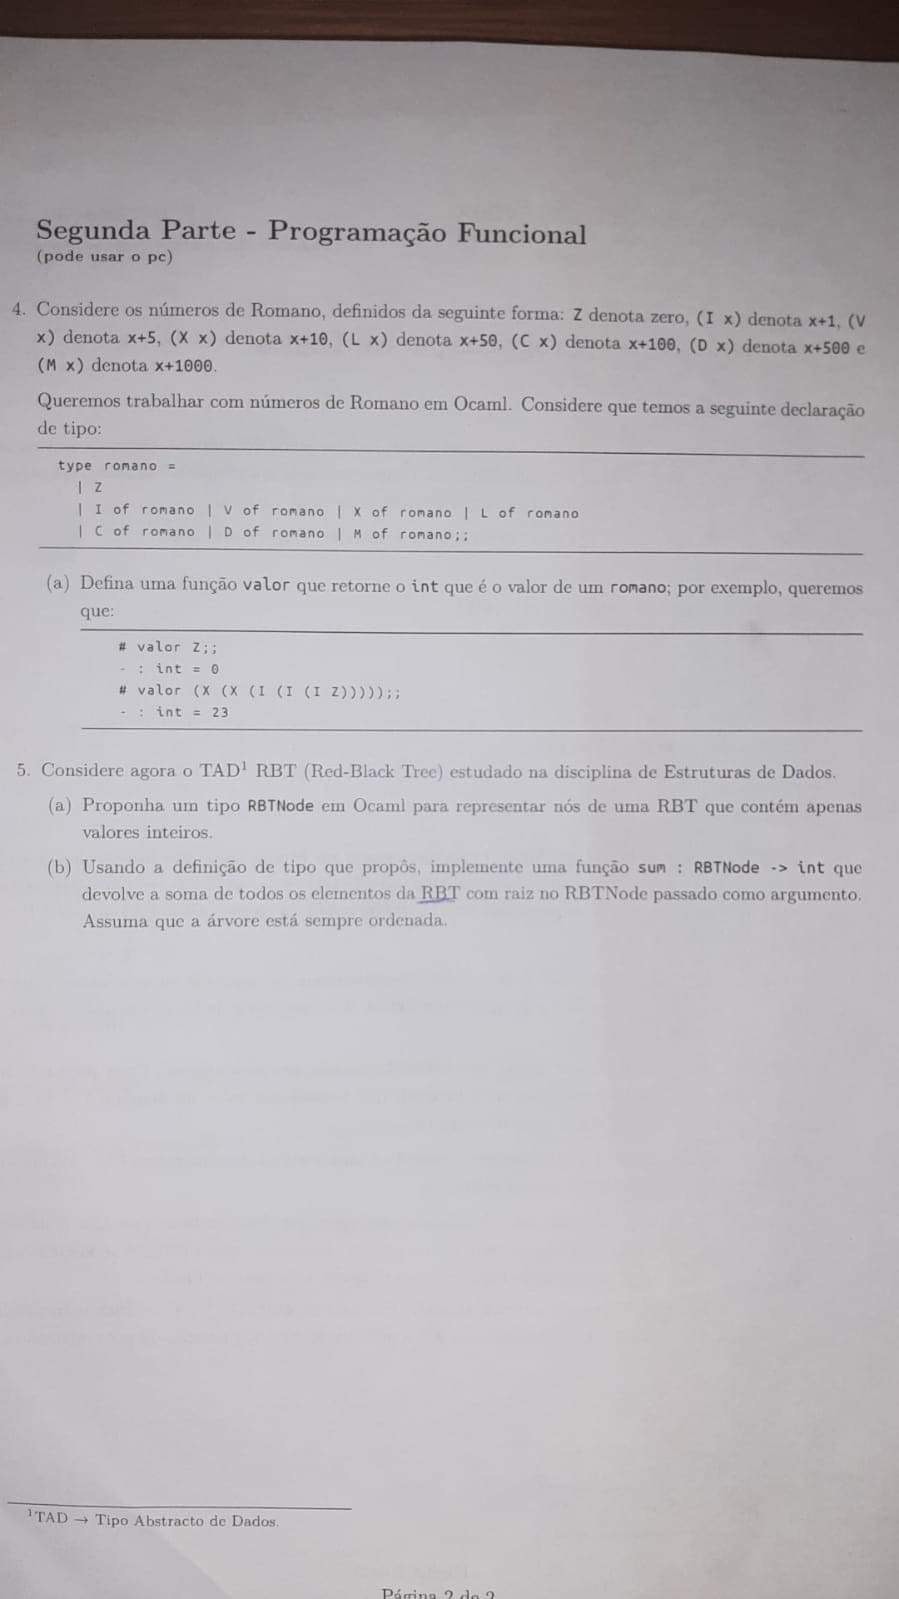 Segunda Parte - Programação Funcional
(pode usar o pc)
4. Considere os números de Romano, definidos da seguinte forma: Z denota zero, (I x) denota x+1, (V
x) denota x+5, (X x) denota x+10, (L x) denota x+50, (C x) denota x+100, (D x) denota x+500 e
(M x) denota x+1000.
Queremos trabalhar com números de Romano em Ocaml. Considere que temos a seguinte declaração
de tipo:
type romano =
| Z
| I of romano | V of romano | X of romano | L of romano
| C of romano | D of romano | M of romano;;
(a) Defina uma função valor que retorne o int que é o valor de um romano; por exemplo, queremos
que:
# valor Z;;
- : int = 0
# valor (X (X (I (I (I Z)))));;
- : int = 23
5. Considere agora o TAD¹ RBT (Red-Black Tree) estudado na disciplina de Estruturas de Dados.
(a) Proponha um tipo RBTNode em Ocaml para representar nós de uma RBT que contém apenas
valores inteiros.
(b) Usando a definição de tipo que propôs, implemente uma função sum : RBTNode -> int que
devolve a soma de todos os elementos da RBT com raiz no RBTNode passado como argumento.
Assuma que a árvore está sempre ordenada.
¹TAD → Tipo Abstracto de Dados.
Página 2 de 2